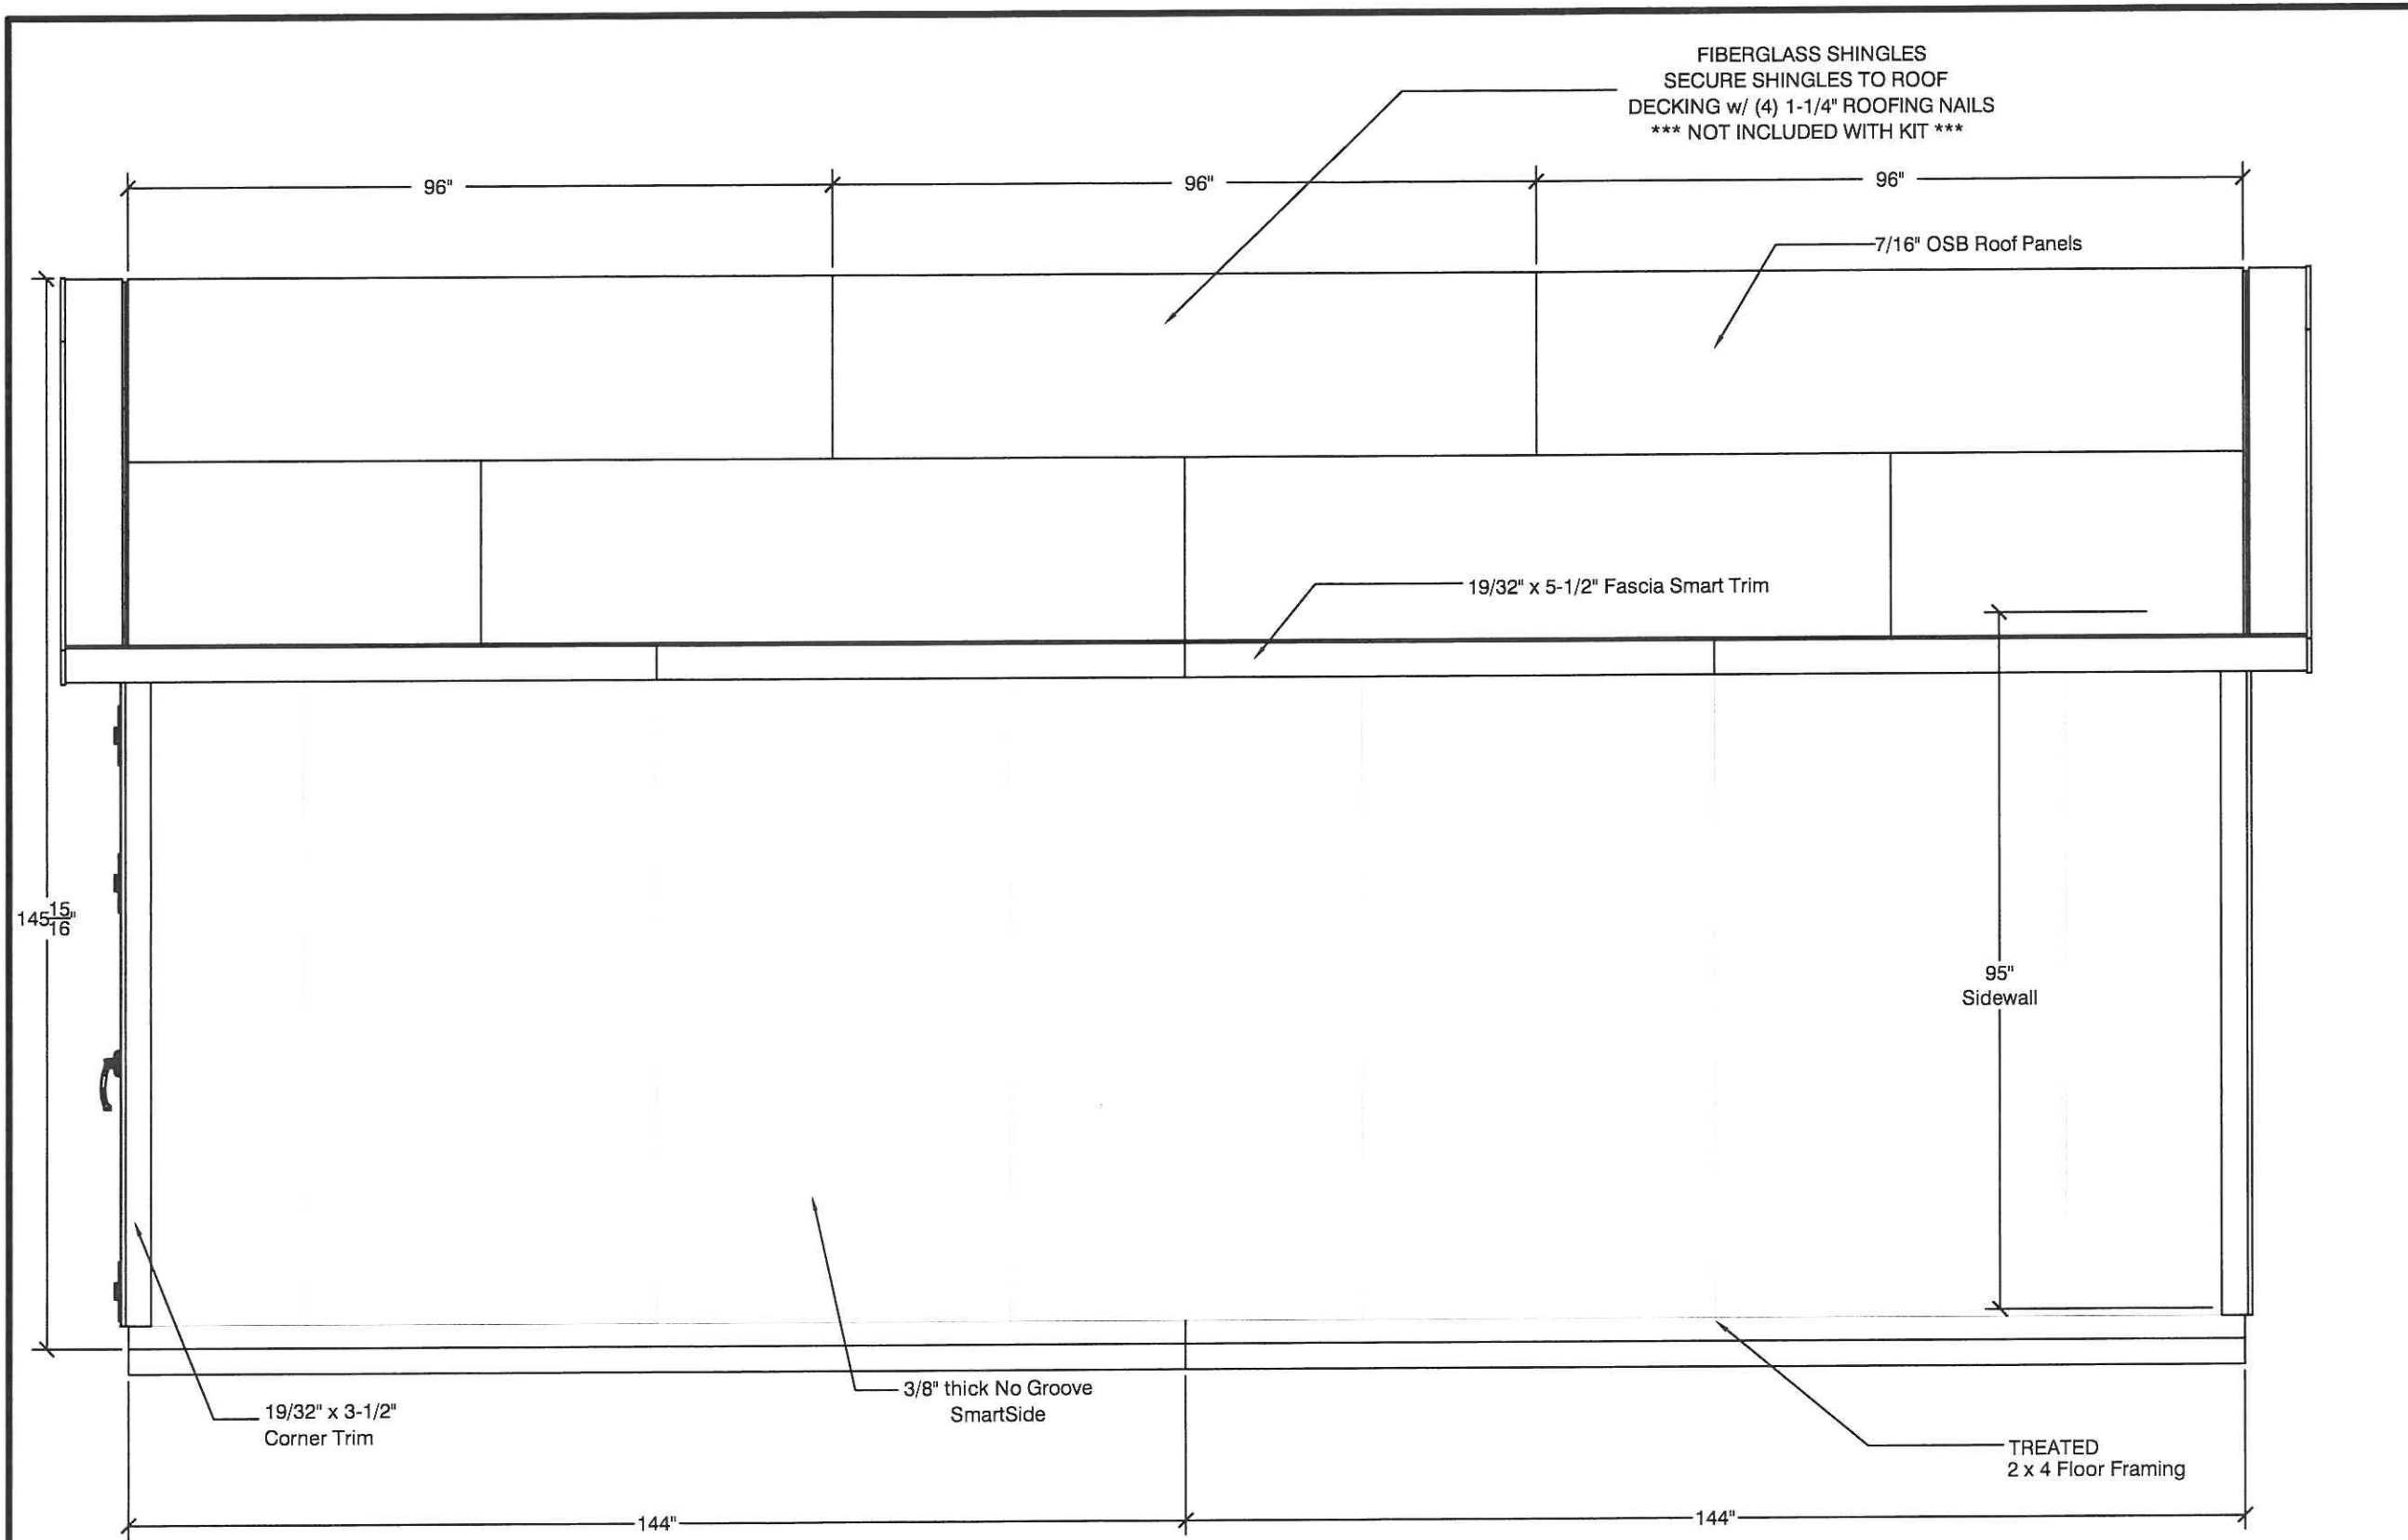 FIBERGLASS SHINGLES
SECURE SHINGLES TO ROOF
DECKING w/ (4) 1-1/4" ROOFING NAILS
*** NOT INCLUDED WITH KIT ***
96"
96"
96"
7/16" OSB Roof Panels
19/32" x 5-1/2" Fascia Smart Trim
145 15/16"
95"
Sidewall
3/8" thick No Groove
SmartSide
19/32" x 3-1/2"
Corner Trim
TREATED
2 x 4 Floor Framing
144"
144"